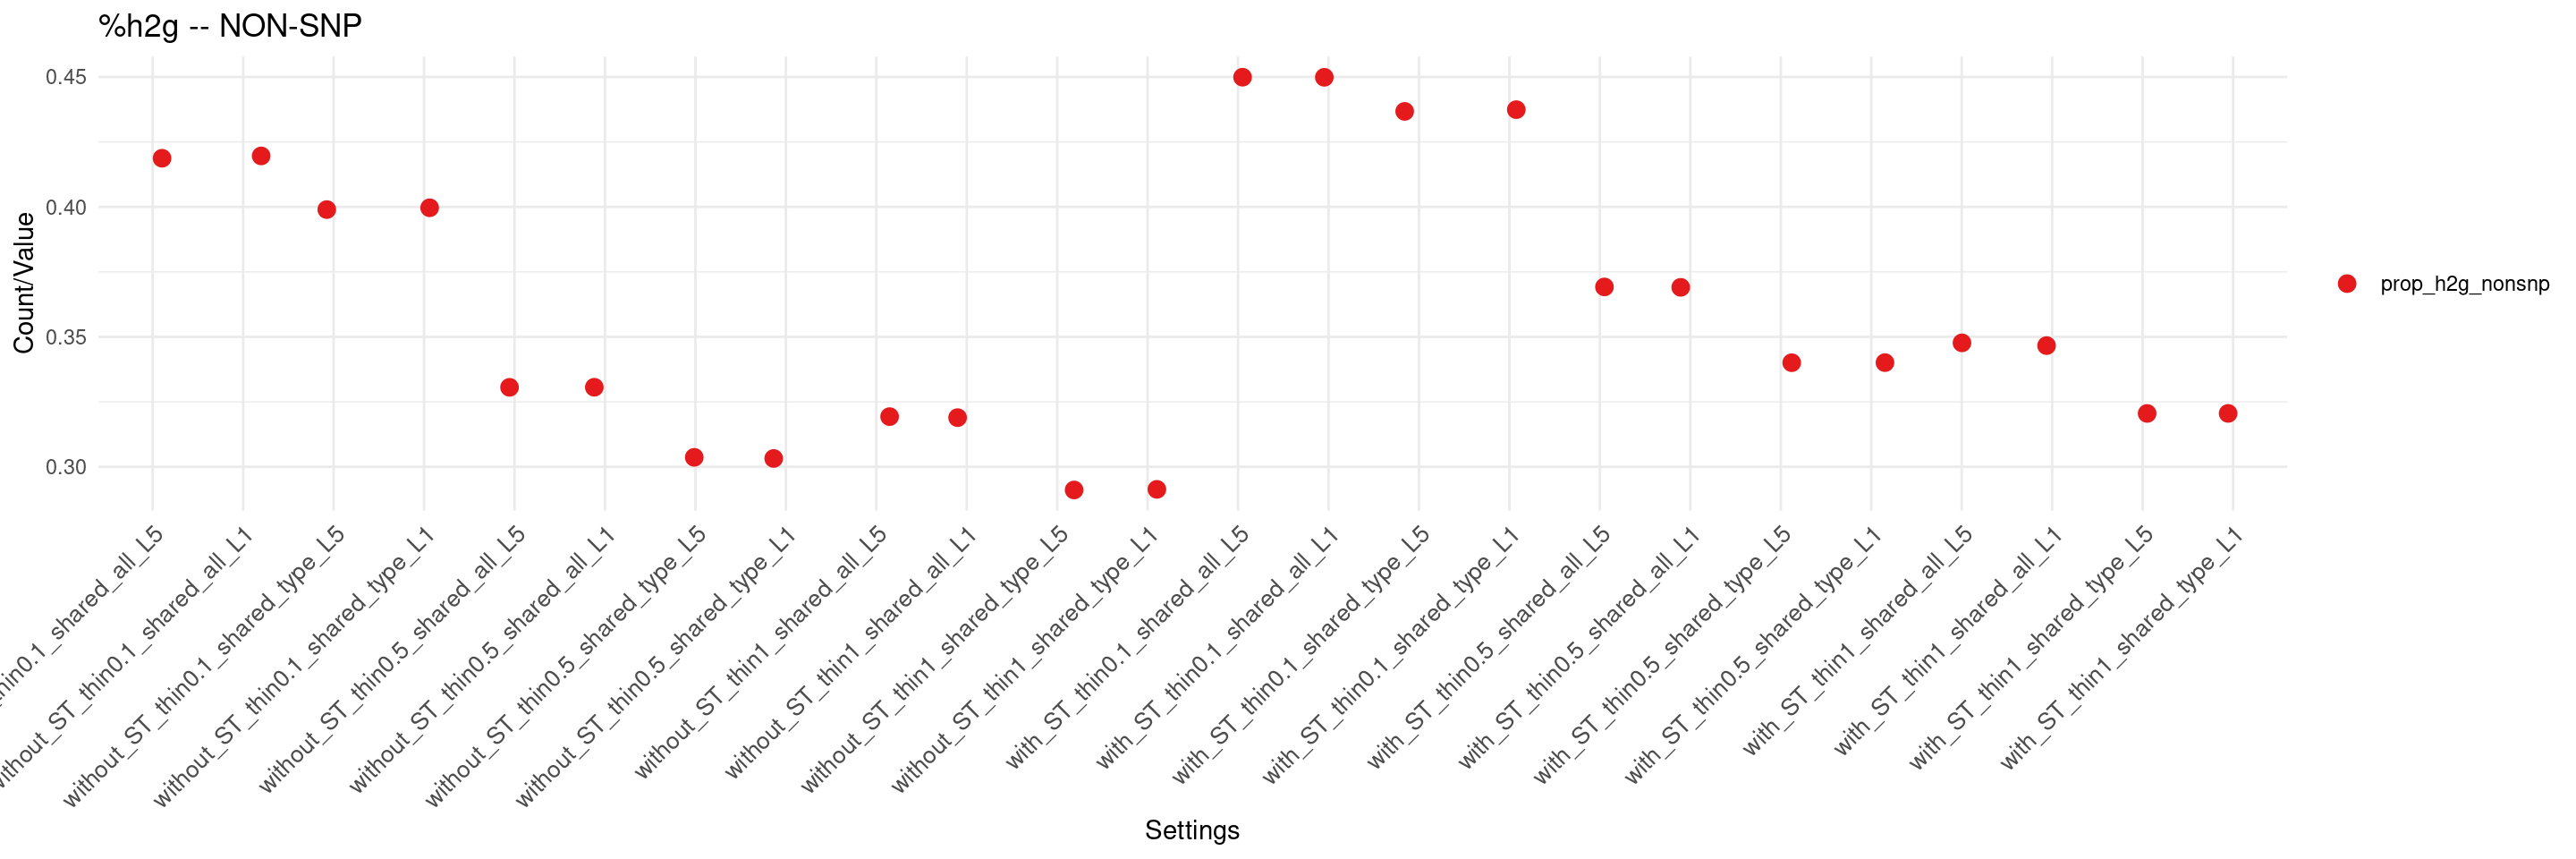 %h2g -- NON-SNP
Count/Value
0.45
0.40
0.35
0.30
thin0.1_shared_all_L5
without_ST_thin0.1_shared_all_L1
without_ST_thin0.1_shared_type_L5
without_ST_thin0.1_shared_type_L1
without_ST_thin0.5_shared_all_L5
without_ST_thin0.5_shared_all_L1
without_ST_thin0.5_shared_type_L5
without_ST_thin0.5_shared_type_L1
without_ST_thin1_shared_all_L5
without_ST_thin1_shared_all_L1
without_ST_thin1_shared_type_L5
without_ST_thin1_shared_type_L1
with_ST_thin0.1_shared_all_L5
with_ST_thin0.1_shared_all_L1
with_ST_thin0.1_shared_type_L5
with_ST_thin0.1_shared_type_L1
with_ST_thin0.5_shared_all_L5
with_ST_thin0.5_shared_all_L1
with_ST_thin0.5_shared_type_L5
with_ST_thin0.5_shared_type_L1
with_ST_thin1_shared_all_L5
with_ST_thin1_shared_all_L1
with_ST_thin1_shared_type_L5
with_ST_thin1_shared_type_L1
Settings
prop_h2g_nonsnp